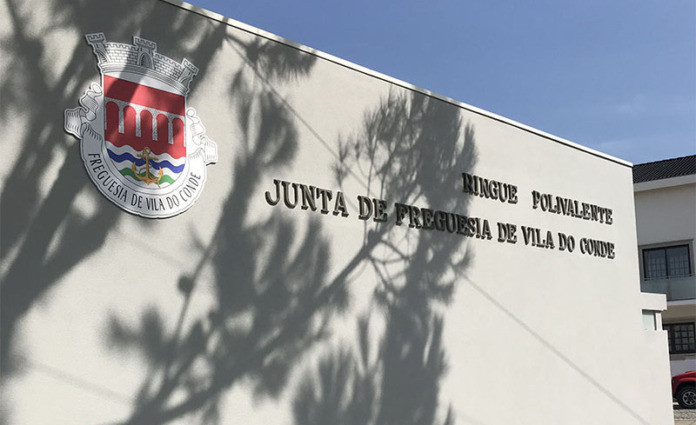 FREGUESIA DE VILA DO CONDE
RINGUE POLIVALENTE
JUNTA DE FREGUESIA DE VILA DO CONDE